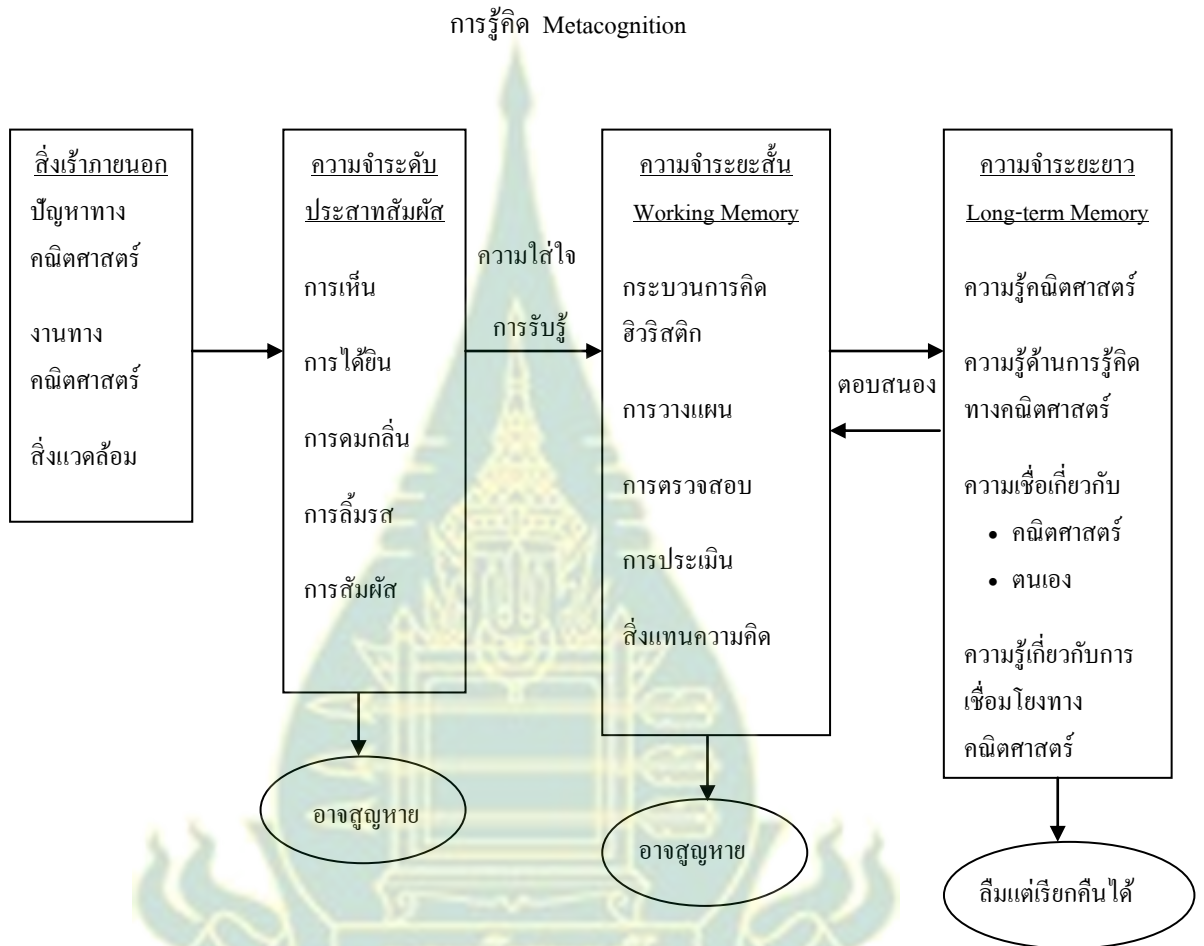 การรู้คิด Metacognition
สิ่งเร้าภายนอก
ปัญหาทาง
คณิตศาสตร์
งานทาง
คณิตศาสตร์
สิ่งแวดล้อม
ความจำระดับ
ประสาทสัมผัส
การเห็น
การได้ยิน
การดมกลิ่น
การลิ้มรส
การสัมผัส
อาจสูญหาย
ความใส่ใจ
การรับรู้
ความจำระยะสั้น
Working Memory
กระบวนการคิด
ฮิวริสติก
การวางแผน
การตรวจสอบ
การประเมิน
สิ่งแทนความคิด
อาจสูญหาย
ตอบสนอง
ความจำระยะยาว
Long-term Memory
ความรู้คณิตศาสตร์
ความรู้ด้านการรู้คิด
ทางคณิตศาสตร์
ความเชื่อเกี่ยวกับ
• คณิตศาสตร์
• ตนเอง
ความรู้เกี่ยวกับการ
เชื่อมโยงทาง
คณิตศาสตร์
ลืมแต่เรียกคืนได้